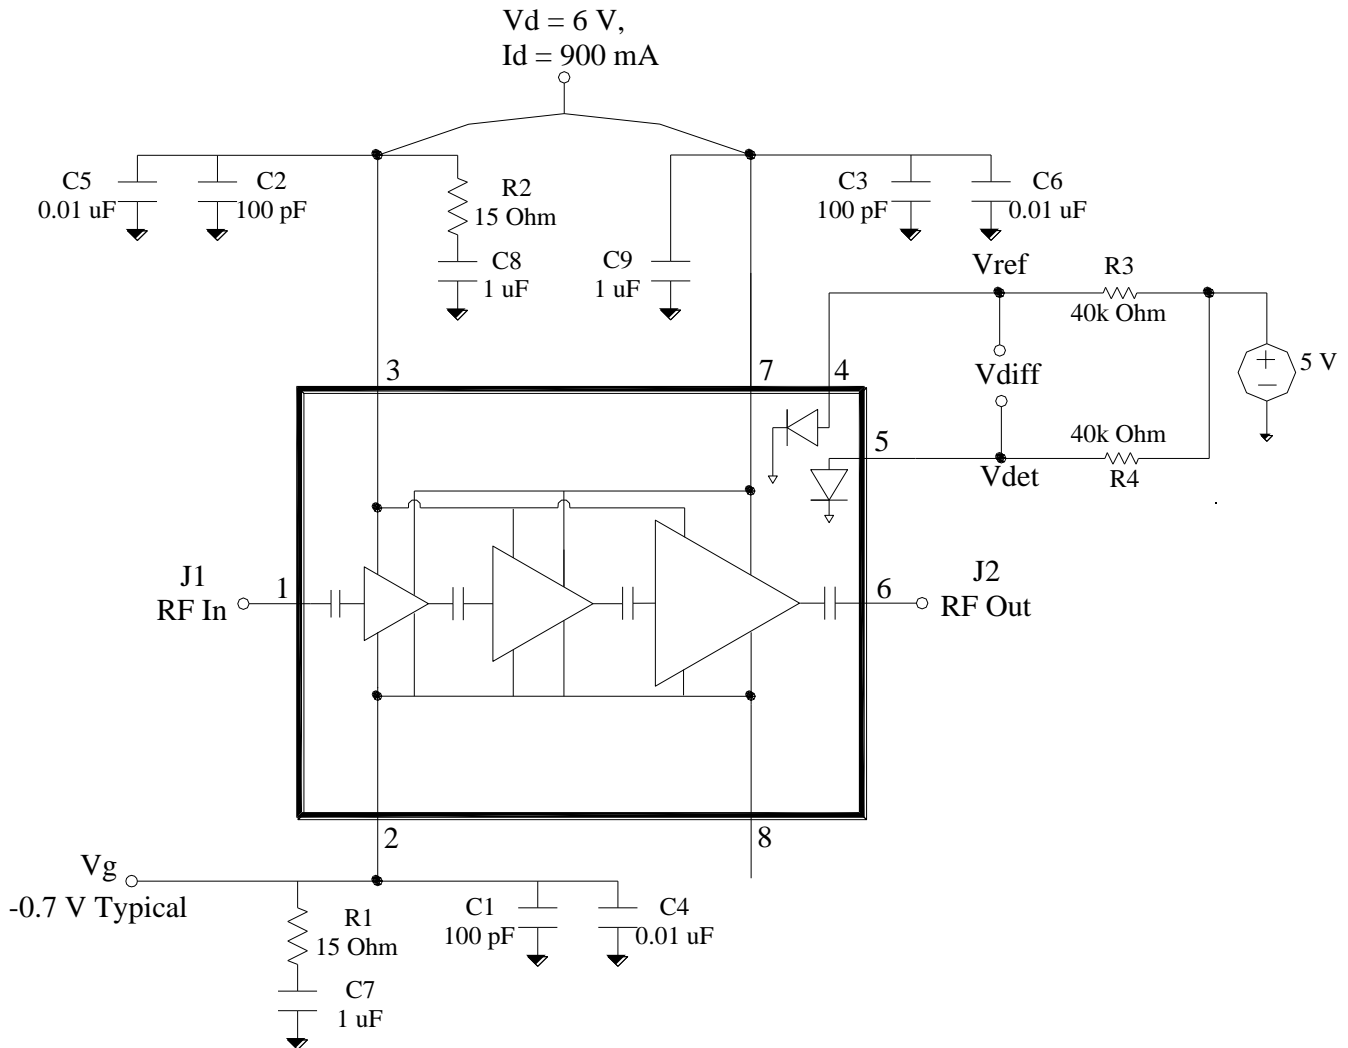 Vd = 6 V,
Id = 900 mA
C5
0.01 uF
C2
100 pF
R2
15 Ohm
C8
1 uF
C9
1 uF
C3
100 pF
C6
0.01 uF
Vref
R3
40k Ohm
5 V
Vdiff
40k Ohm
R4
Vdet
3
7
4
5
J1
RF In
1
6
J2
RF Out
2
8
Vg
-0.7 V Typical
R1
15 Ohm
C7
1 uF
C1
100 pF
C4
0.01 uF